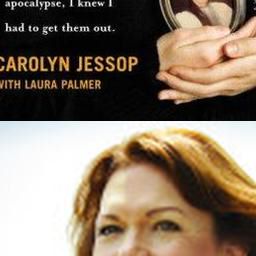 apocalypse, I knew I
had to get them out.
CAROLYN JESSOP
WITH LAURA PALMER